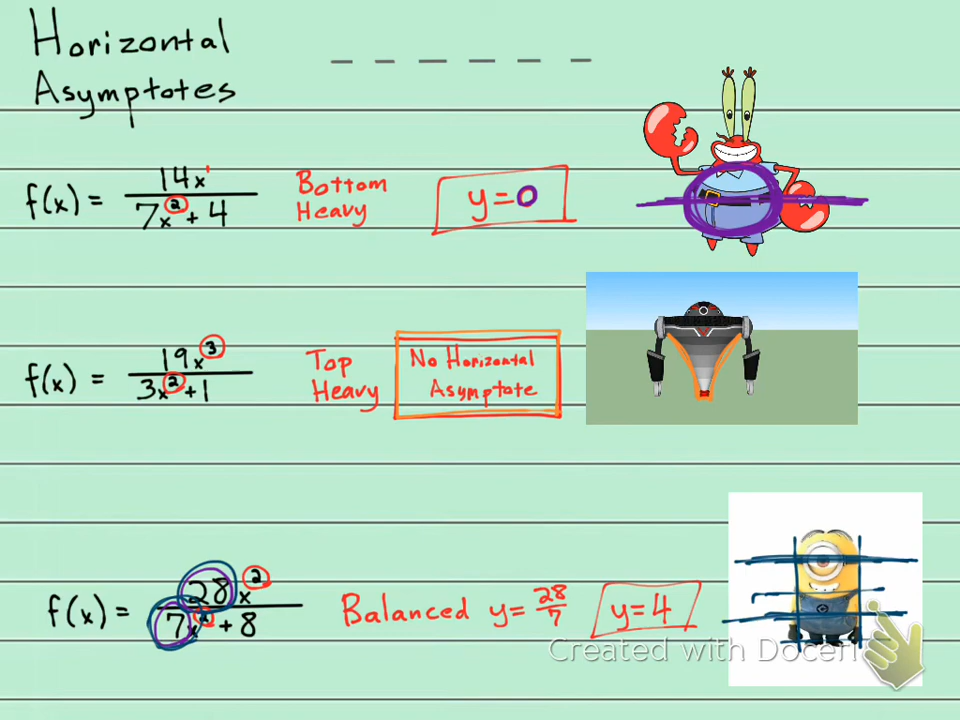 Horizontal
Asymptotes
f(x) = 14x¹ / 7x² + 4
Bottom
Heavy
y=0
f(x) = 19x³ / 3x² + 1
Top
Heavy
No Horizontal
Asymptote
f(x) = 28x² / 7x² + 8
Balanced y= 28/7
y=4
Created with Doceri